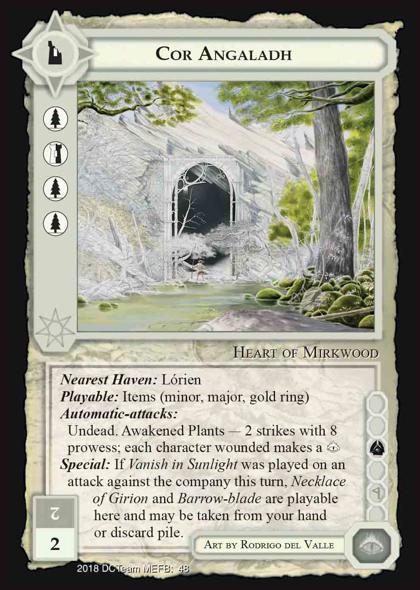 Cor Angaladh
Heart of Mirkwood
Nearest Haven: Lórien
Playable: Items (minor, major, gold ring)
Automatic-attacks:
Undead. Awakened Plants — 2 strikes with 8
prowess; each character wounded makes a
Special: If Vanish in Sunlight was played on an
attack against the company this turn, Necklace
of Girion and Barrow-blade are playable
here and may be taken from your hand
or discard pile.
2
2
Art by Rodrigo del Valle
2018 DCTeam MEFB: 48